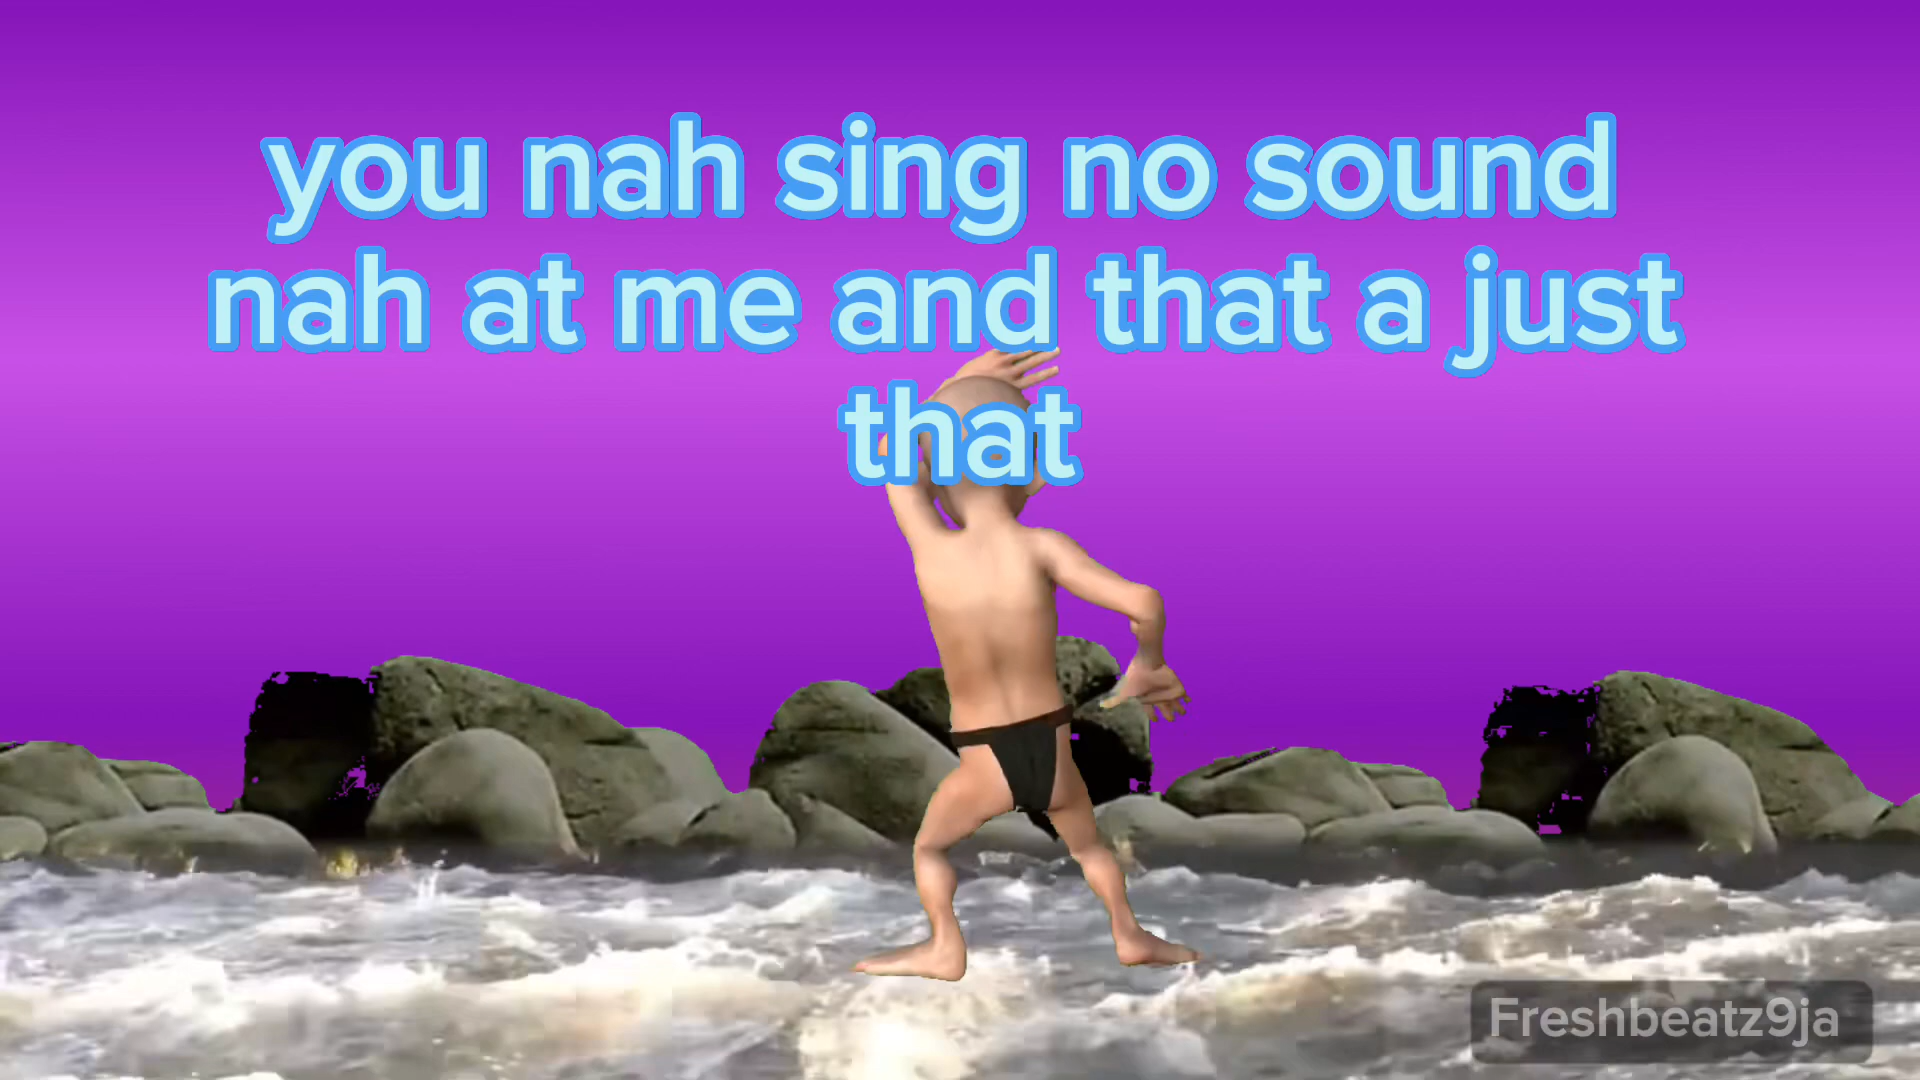 you nah sing no sound
nah at me and that a just
that
Freshbeatz9ja